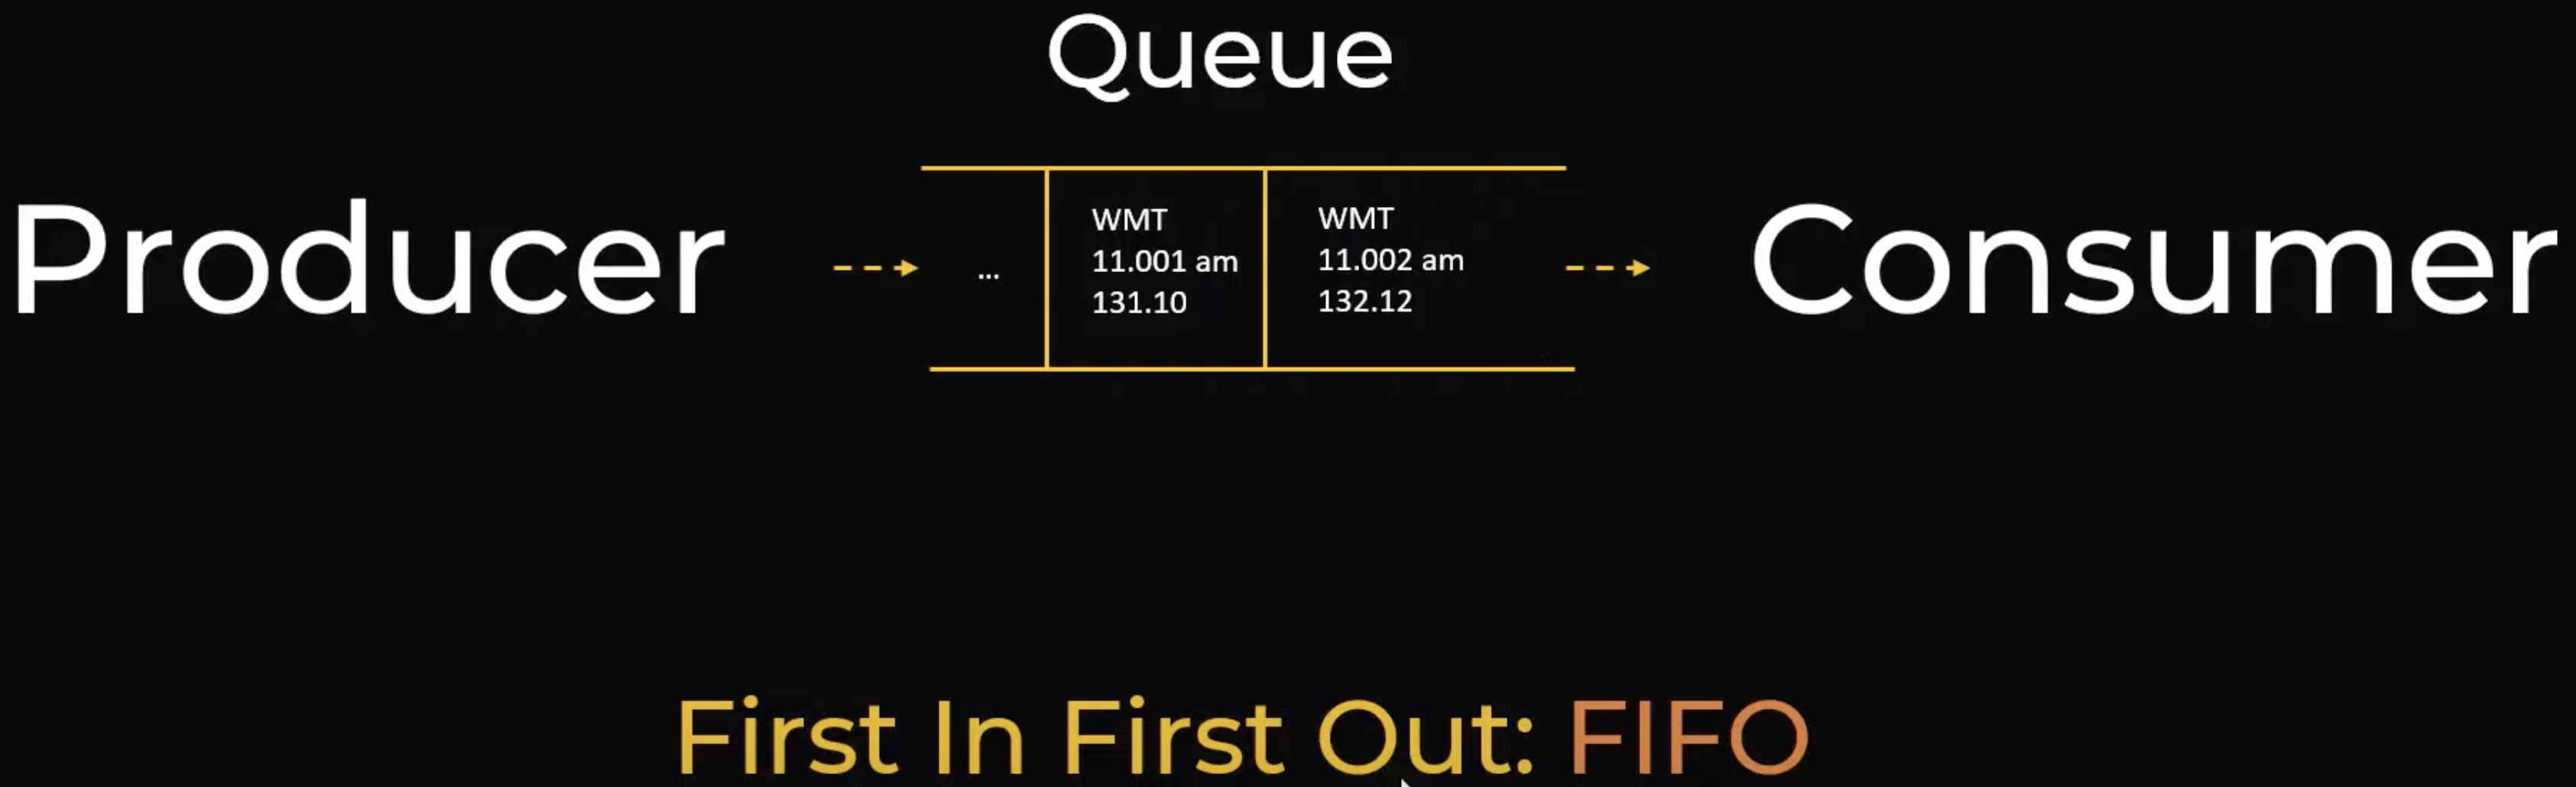 Queue
Producer
...
WMT
11.001 am
131.10
WMT
11.002 am
132.12
Consumer
First In First Out: FIFO